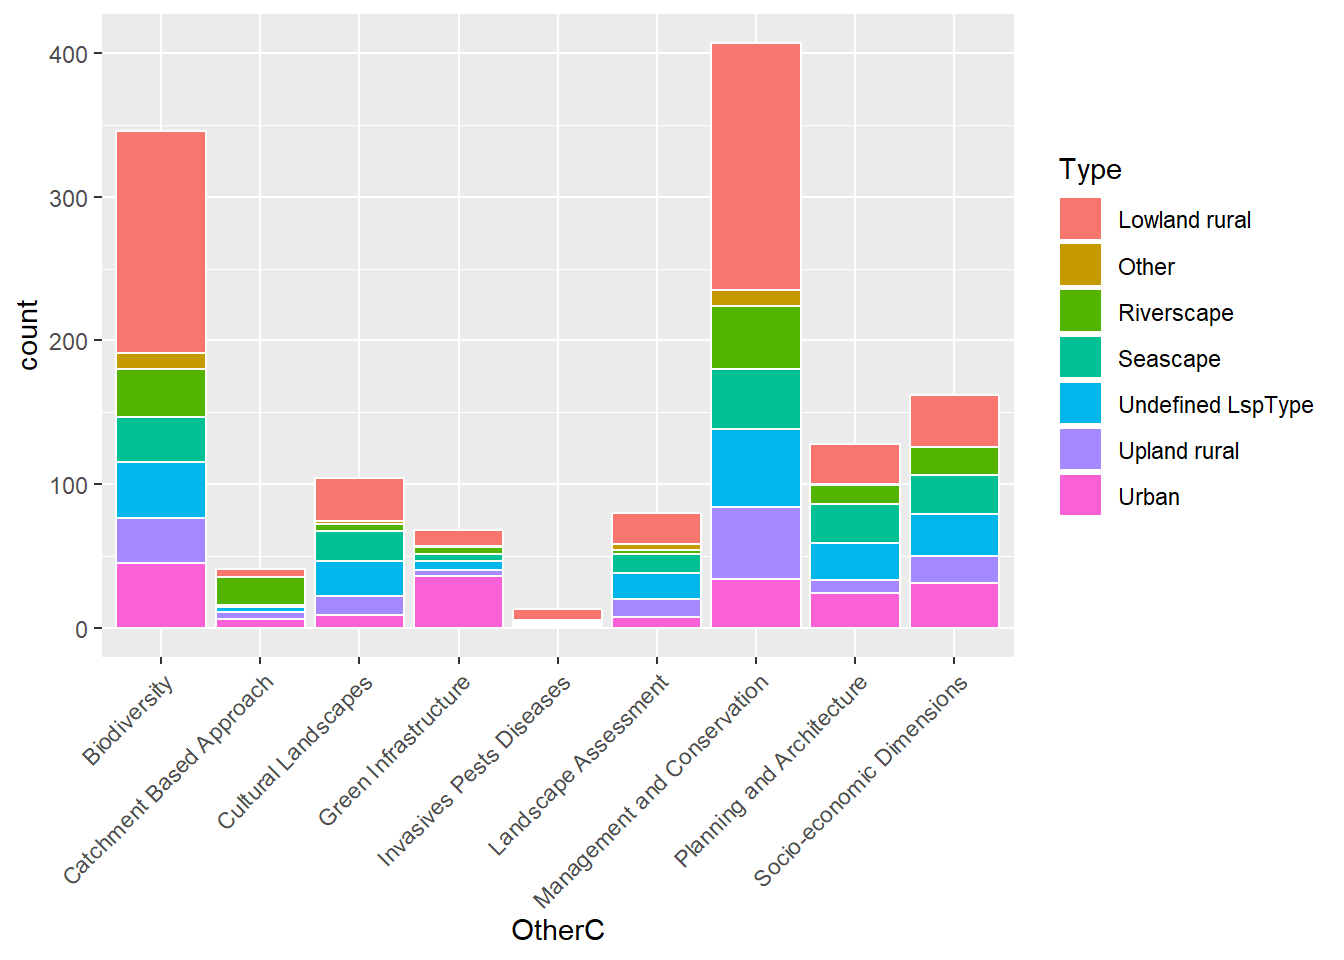 400
300
200
100
0
count
Biodiversity
Catchment Based Approach
Cultural Landscapes
Green Infrastructure
Invasives Pests Diseases
Landscape Assessment
Management and Conservation
Planning and Architecture
Socio-economic Dimensions
OtherC
Type
Lowland rural
Other
Riverscape
Seascape
Undefined LspType
Upland rural
Urban